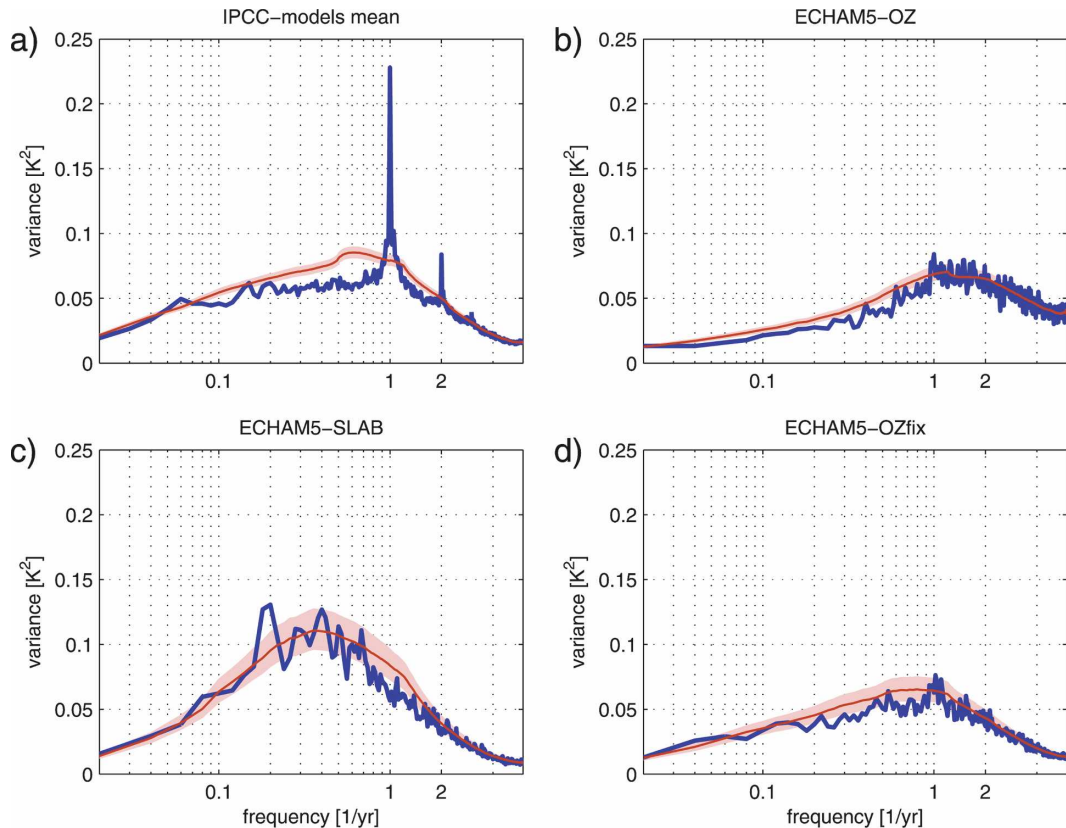 IPCC−models mean
a)
0.25
0.2
0.15
0.1
0.05
0
variance [K²]
0.1
1
2
ECHAM5−OZ
b)
0.25
0.2
0.15
0.1
0.05
0
variance [K²]
0.1
1
2
ECHAM5−SLAB
c)
0.25
0.2
0.15
0.1
0.05
0
variance [K²]
0.1
1
2
frequency [1/yr]
ECHAM5−OZfix
d)
0.25
0.2
0.15
0.1
0.05
0
variance [K²]
0.1
1
2
frequency [1/yr]